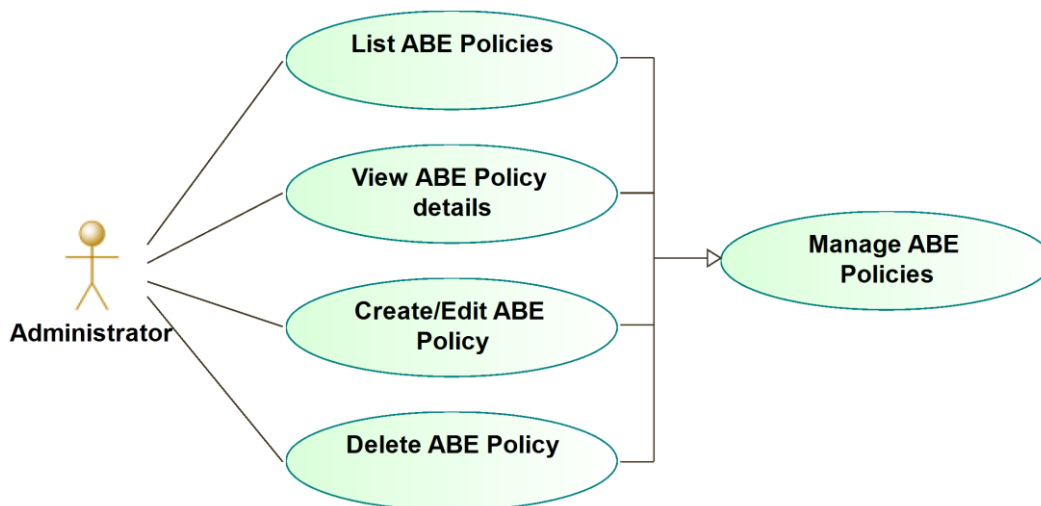 List ABE Policies
View ABE Policy
details
Manage ABE
Policies
Create/Edit ABE
Policy
Administrator
Delete ABE Policy